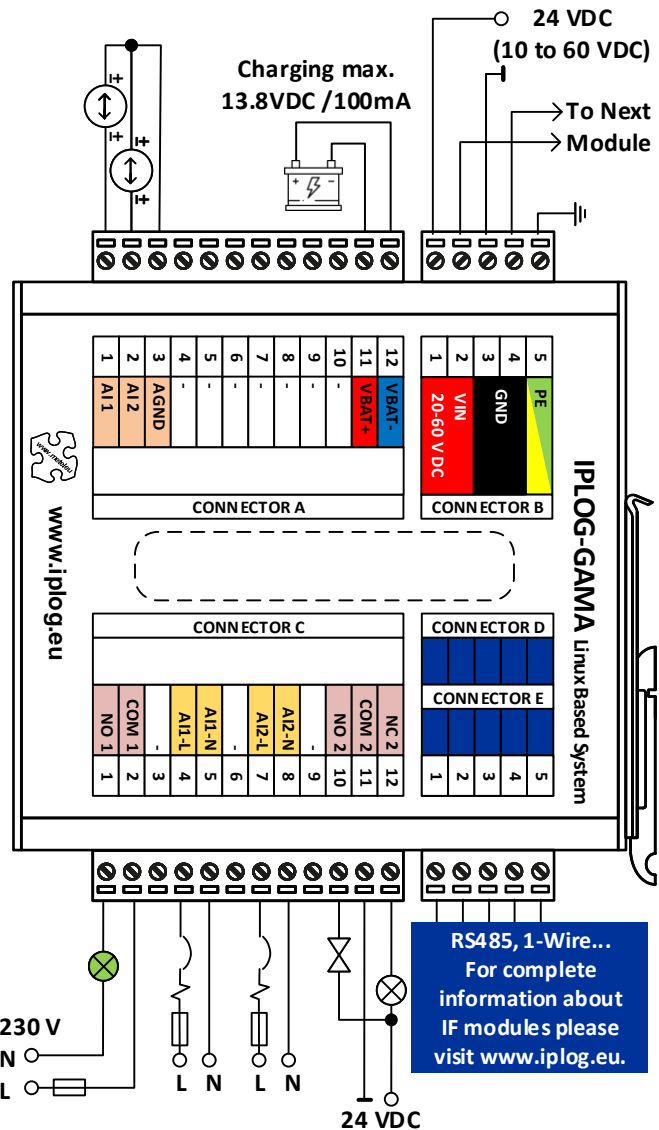 24 VDC
(10 to 60 VDC)
Charging max.
13.8VDC /100mA
To Next
Module
1 2 3 4 5 6 7 8 9 10 11 12
AI 1 AI 2 AGND - - - - - - - VBAT+ VBAT-
CONNECTOR A
1 2 3 4 5
VIN
20-60 V DC
GND
PE
CONNECTOR B
www.iplog.eu
IPLOG-GAMA Linux Based System
CONNECTOR C
NO 1 COM 1 - AI1-L AI1-N - AI2-L AI2-N - NO 2 COM 2 NC 2
1 2 3 4 5 6 7 8 9 10 11 12
CONNECTOR D
CONNECTOR E
1 2 3 4 5
230 V
N
L
L N L N
24 VDC
RS485, 1-Wire...
For complete
information about
IF modules please
visit www.iplog.eu.